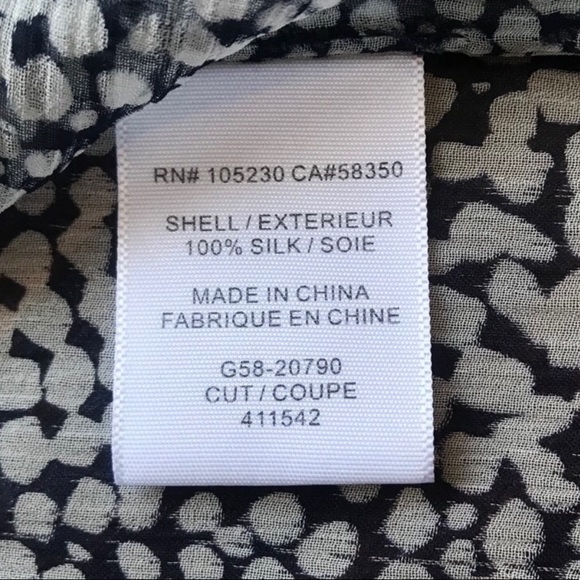 RN# 105230 CA#58350
SHELL / EXTERIEUR
100% SILK / SOIE
MADE IN CHINA
FABRIQUE EN CHINE
G58-20790
CUT / COUPE
411542